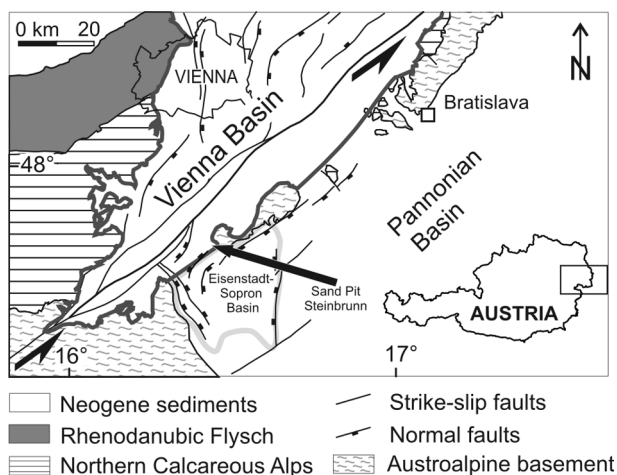 0 km 20
VIENNA
N
Bratislava
48°
Vienna Basin
Pannonian
Basin
Eisenstadt-
Sopron
Basin
Sand Pit
Steinbrunn
AUSTRIA
16°
17°
Neogene sediments
Strike-slip faults
Rhenodanubic Flysch
Normal faults
Northern Calcareous Alps
Austroalpine basement